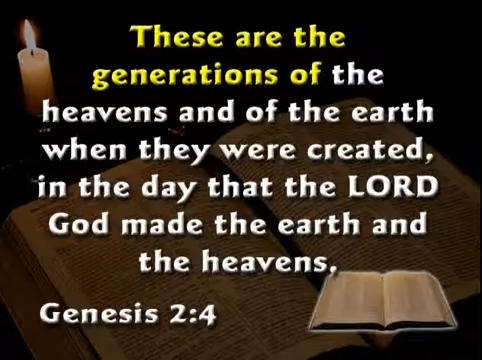 These are the
generations of the
heavens and of the earth
when they were created,
in the day that the LORD
God made the earth and
the heavens,
Genesis 2:4